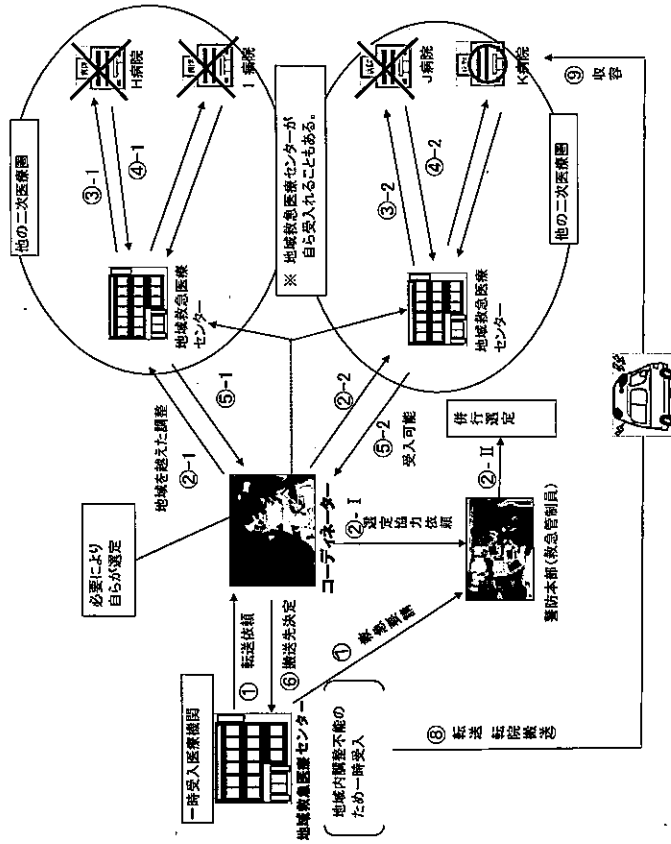 一時受入医療機関
地域救急医療センター
地域内調整不能の
ため一時受入
① 転送依頼
⑥ 搬送先決定
⑦ 救急要請
⑧ 転送
(転院搬送)
必要により
自らが選定
コーディネーター
②-Ⅰ
選定協力依頼
警防本部(救急管制員)
②-Ⅱ
併行
選定
地域を越えた調整
②-1
⑤-1
②-2
⑤-2
受入可能
他の二次医療圏
地域救急医療
センター
③-1
④-1
H病院
I 病院
※ 地域救急医療センターが
自ら受入れることもある。
他の二次医療圏
地域救急医療
センター
③-2
④-2
J病院
K病院
⑨ 収容